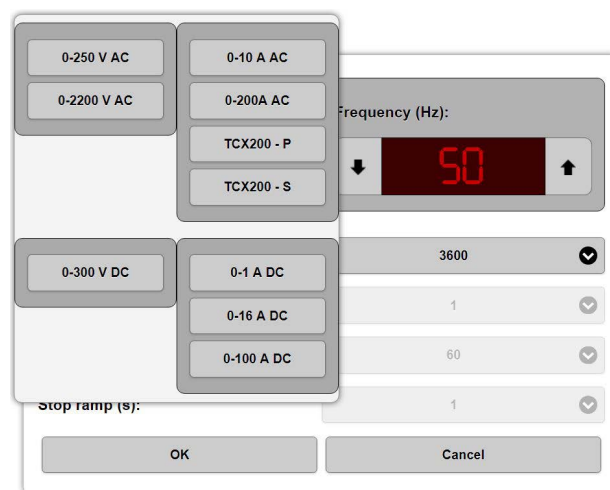 0-250 V AC
0-2200 V AC
0-10 A AC
0-200A AC
TCX200 - P
TCX200 - S
0-300 V DC
0-1 A DC
0-16 A DC
0-100 A DC
Frequency (Hz):
50
3600
1
60
Stop ramp (s):
1
OK
Cancel